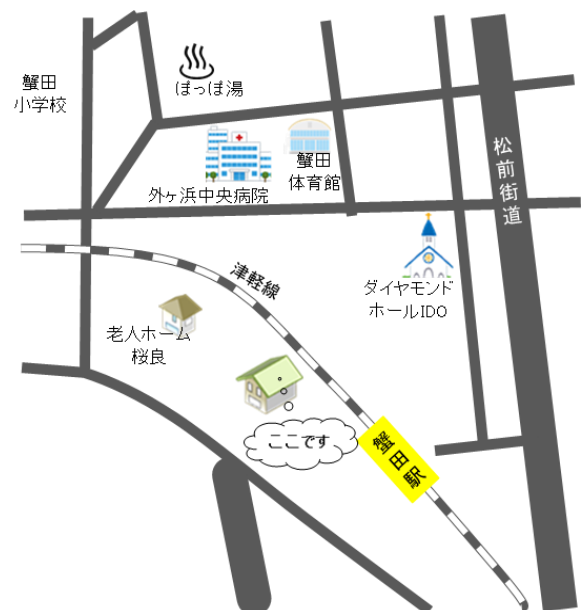 ぽっぽ湯
蟹田
小学校
蟹田
体育館
外ヶ浜中央病院
松前街道
津軽線
ダイヤモンド
ホールIDO
老人ホーム
桜良
ここです
蟹田駅